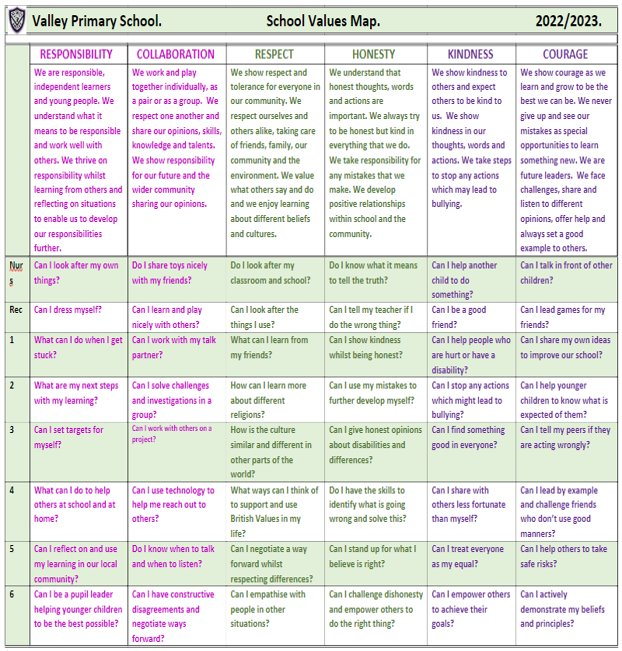 Valley Primary School. School Values Map. 2022/2023.
RESPONSIBILITY COLLABORATION RESPECT HONESTY KINDNESS COURAGE
We are responsible,
independent learners
and young people. We
understand what it
means to be responsible
and work well with
others. We thrive on
responsibility whilst
learning from others and
reflecting on situations
to enable us to develop
our responsibilities
further.
We work and play
together individually, as
a pair or as a group. We
respect one another and
share our opinions, skills,
knowledge and talents.
We show responsibility
for our future and the
wider community
sharing our opinions.
We show respect and
tolerance for everyone in
our community. We
respect ourselves and
others alike, taking care
of friends, family, our
community and the
environment. We value
what others say and do
and we enjoy learning
about different beliefs
and cultures.
We understand that
honest thoughts, words
and actions are
important. We always try
to be honest but kind in
everything that we do.
We take responsibility for
any mistakes that we
make. We develop
positive relationships
within school and the
community.
We show kindness to
others and expect
others to be kind to
us. We show
kindness in our
thoughts, words and
actions. We take steps
to stop any actions
which may lead to
bullying.
We show courage as we
learn and grow to be the
best we can be. We never
give up and see our
mistakes as special
opportunities to learn
something new. We are
future leaders. We face
challenges, share and
listen to different
opinions, offer help and
always set a good
example to others.
Nur
s
Can I look after my own
things?
Do I share toys nicely
with my friends?
Do I look after my
classroom and school?
Do I know what it means
to tell the truth?
Can I help another
child to do
something?
Can I talk in front of other
children?
Rec
Can I dress myself?
Can I learn and play
nicely with others?
Can I look after the
things I use?
Can I tell my teacher if I
do the wrong thing?
Can I be a good
friend?
Can I lead games for my
friends?
1
What can I do when I get
stuck?
Can I work with my talk
partner?
What can I learn from
my friends?
Can I show kindness
whilst being honest?
Can I help people who
are hurt or have a
disability?
Can I share my own ideas
to improve our school?
2
What are my next steps
with my learning?
Can I solve challenges
and investigations in a
group?
How can I learn more
about different
religions?
Can I use my mistakes to
further develop myself?
Can I stop any actions
which might lead to
bullying?
Can I help younger
children to know what is
expected of them?
3
Can I set targets for
myself?
Can I work with others on a
project?
How is the culture
similar and different in
other parts of the
world?
Can I give honest opinions
about disabilities and
differences?
Can I find something
good in everyone?
Can I tell my peers if they
are acting wrongly?
4
What can I do to help
others at school and at
home?
Can I use technology to
help me reach out to
others?
What ways can I think of
to support and use
British Values in my
life?
Do I have the skills to
identify what is going
wrong and solve this?
Can I share with
others less fortunate
than myself?
Can I lead by example
and challenge friends
who don't use good
manners?
5
Can I reflect on and use
my learning in our local
community?
Do I know when to talk
and when to listen?
Can I negotiate a way
forward whilst
respecting differences?
Can I stand up for what I
believe is right?
Can I treat everyone
as my equal?
Can I help others to take
safe risks?
6
Can I be a pupil leader
helping younger children
to be the best possible?
Can I have constructive
disagreements and
negotiate ways
forward?
Can I empathise with
people in other
situations?
Can I challenge dishonesty
and empower others to
do the right thing?
Can I empower others
to achieve their
goals?
Can I actively
demonstrate my beliefs
and principles?